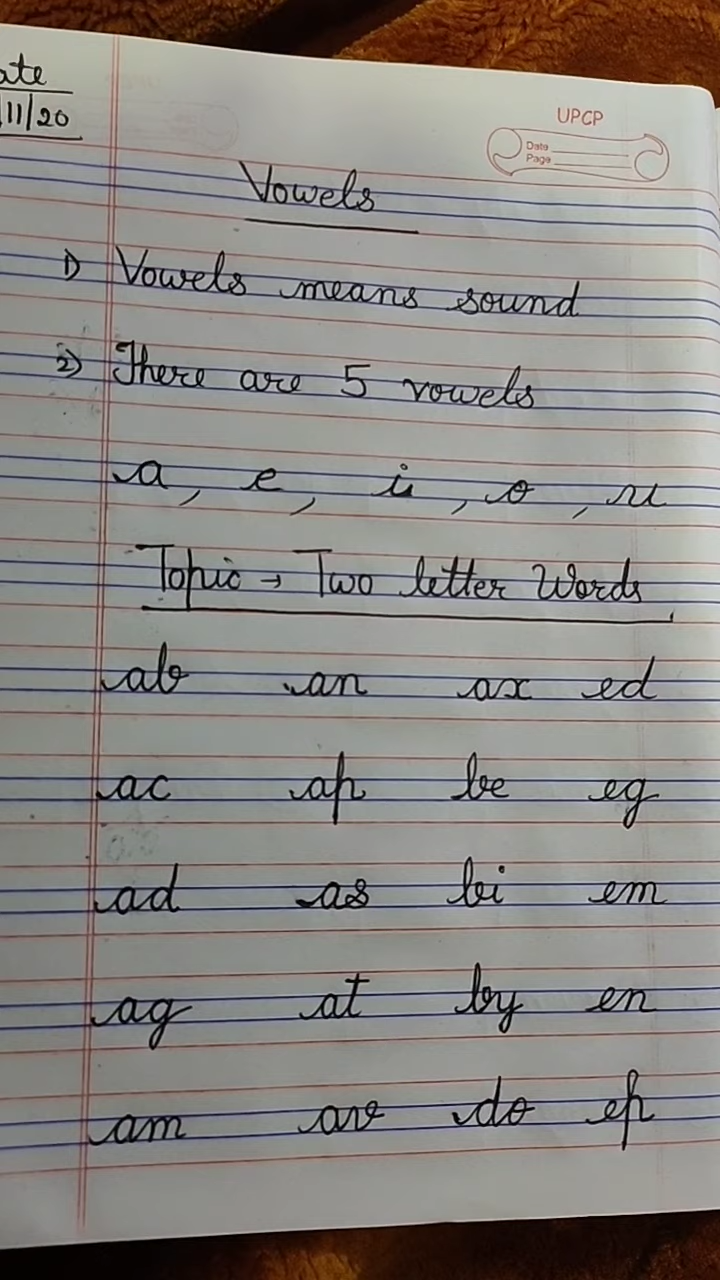 ate
11/20
UPCP
Date
Page
Vowels
1) Vowels means sound
2) There are 5 vowels
a, e, i, o, u
Topic → Two letter Words
ab an ax ed
ac ap be eg
ad as bi em
ag at by en
am av do ep